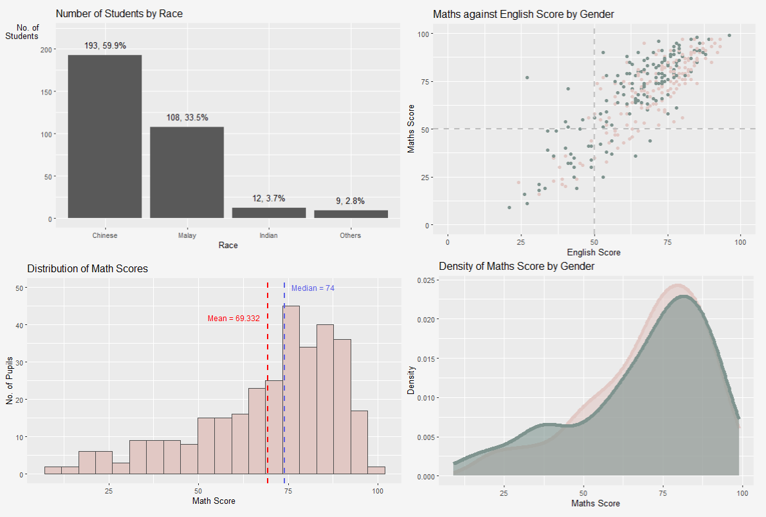 Number of Students by Race
No. of
Students
200
150
100
50
0
193, 59.9%
108, 33.5%
12, 3.7%
9, 2.8%
Chinese Malay Indian Others
Race
Maths against English Score by Gender
Maths Score
100
75
50
25
0
0 25 50 75 100
English Score
Distribution of Math Scores
No. of Pupils
50
40
30
20
10
0
Median = 74
Mean = 69.332
25 50 75 100
Math Score
Density of Maths Score by Gender
Density
0.025
0.020
0.015
0.010
0.005
0.000
25 50 75 100
Maths Score